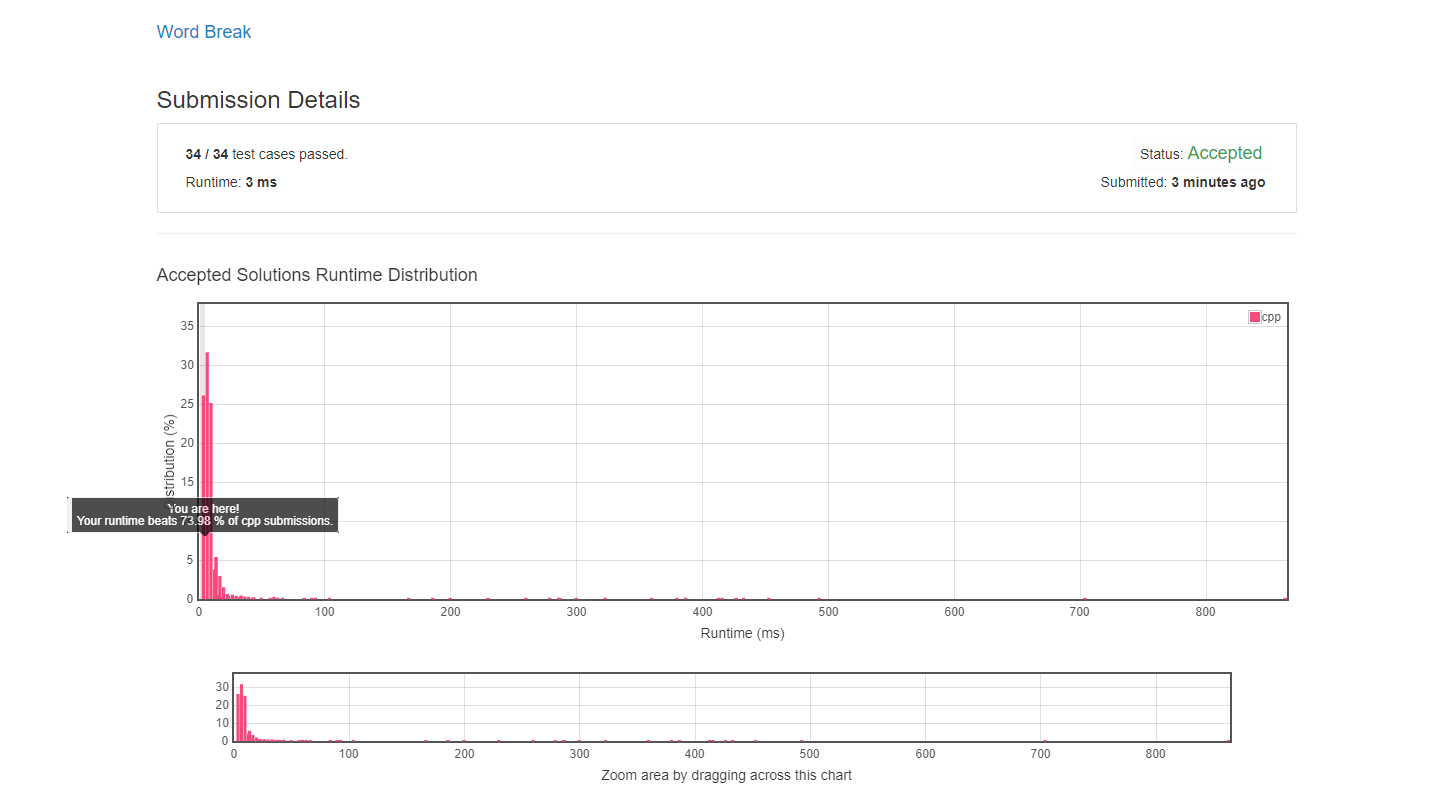 Word Break
Submission Details
34 / 34 test cases passed.
Status: Accepted
Runtime: 3 ms
Submitted: 3 minutes ago
Accepted Solutions Runtime Distribution
cpp
35
30
25
20
15
5
0
Distribution (%)
You are here!
Your runtime beats 73.98 % of cpp submissions.
0 100 200 300 400 500 600 700 800
Runtime (ms)
30
20
10
0
0 100 200 300 400 500 600 700 800
Zoom area by dragging across this chart